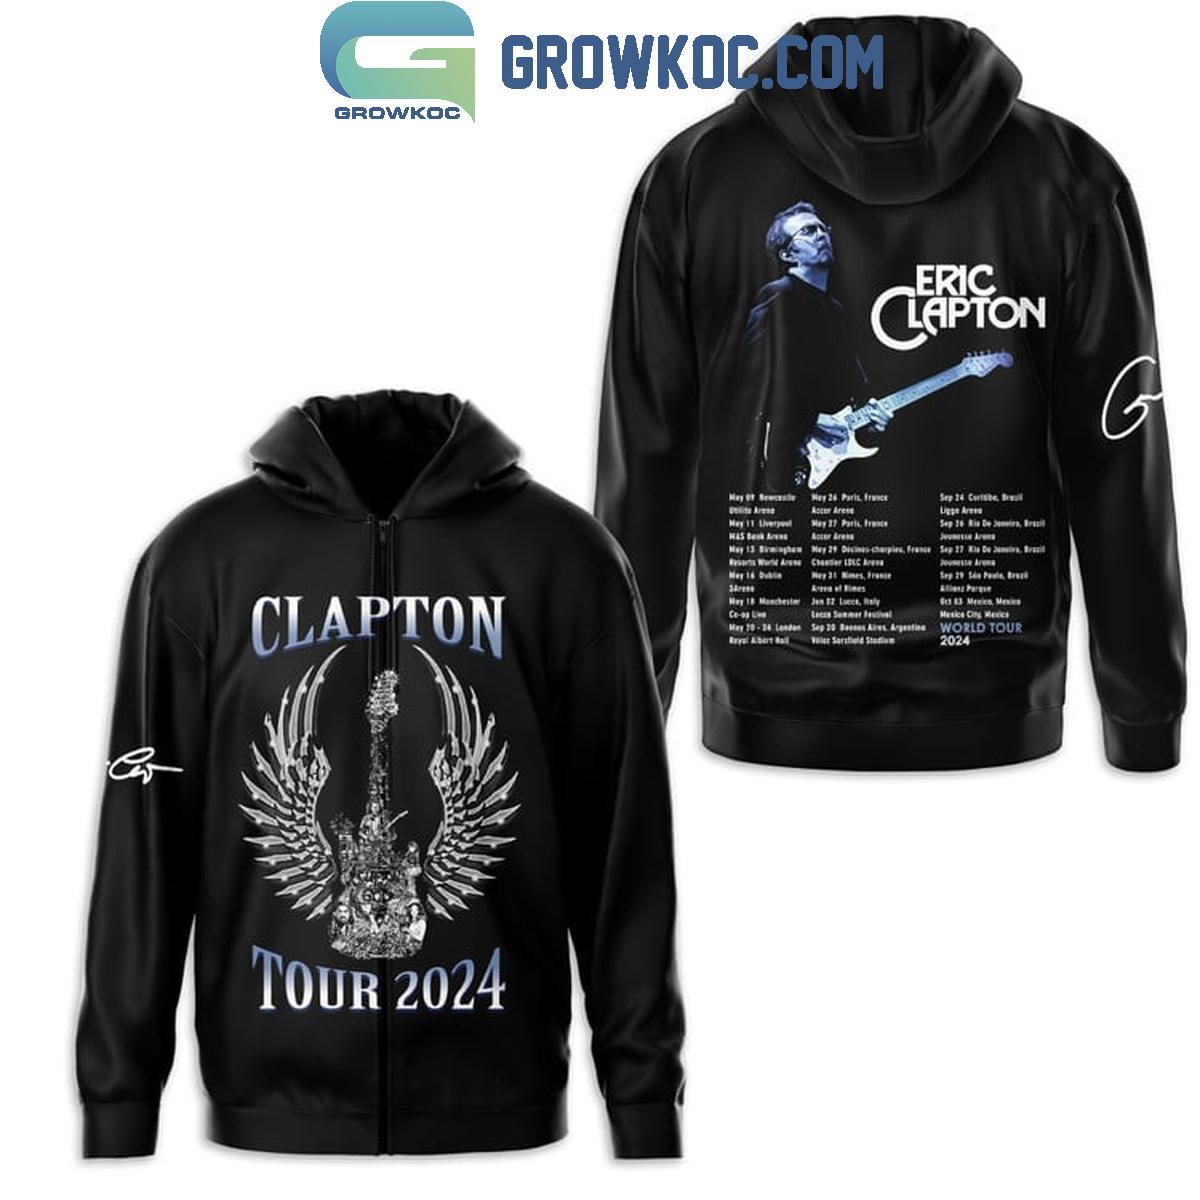 GROWKOC
GROWKOC.COM
ERIC
CLAPTON
May 09 Newcastle
Utilita Arena
May 11 Liverpool
M&S Bank Arena
May 13 Birmingham
Resorts World Arena
May 16 Dublin
3Arena
May 18 Manchester
Co-op Live
May 20 - 24 London
Royal Albert Hall
May 26 Paris, France
Accor Arena
May 27 Paris, France
Accor Arena
May 29 Décines-charpieu, France
Chantier LDLC Arena
May 31 Nimes, France
Arena of Nimes
Jun 02 Lucca, Italy
Lucca Summer Festival
Sep 20 Buenos Aires, Argentina
Vélez Sarsfield Stadium
Sep 24 Curitiba, Brazil
Ligga Arena
Sep 26 Rio De Janeiro, Brazil
Jeunesse Arena
Sep 27 Rio De Janeiro, Brazil
Jeunesse Arena
Sep 29 São Paulo, Brazil
Allianz Parque
Oct 03 Mexico, Mexico
Mexico City, Mexico
WORLD TOUR
2024
CLAPTON
TOUR 2024